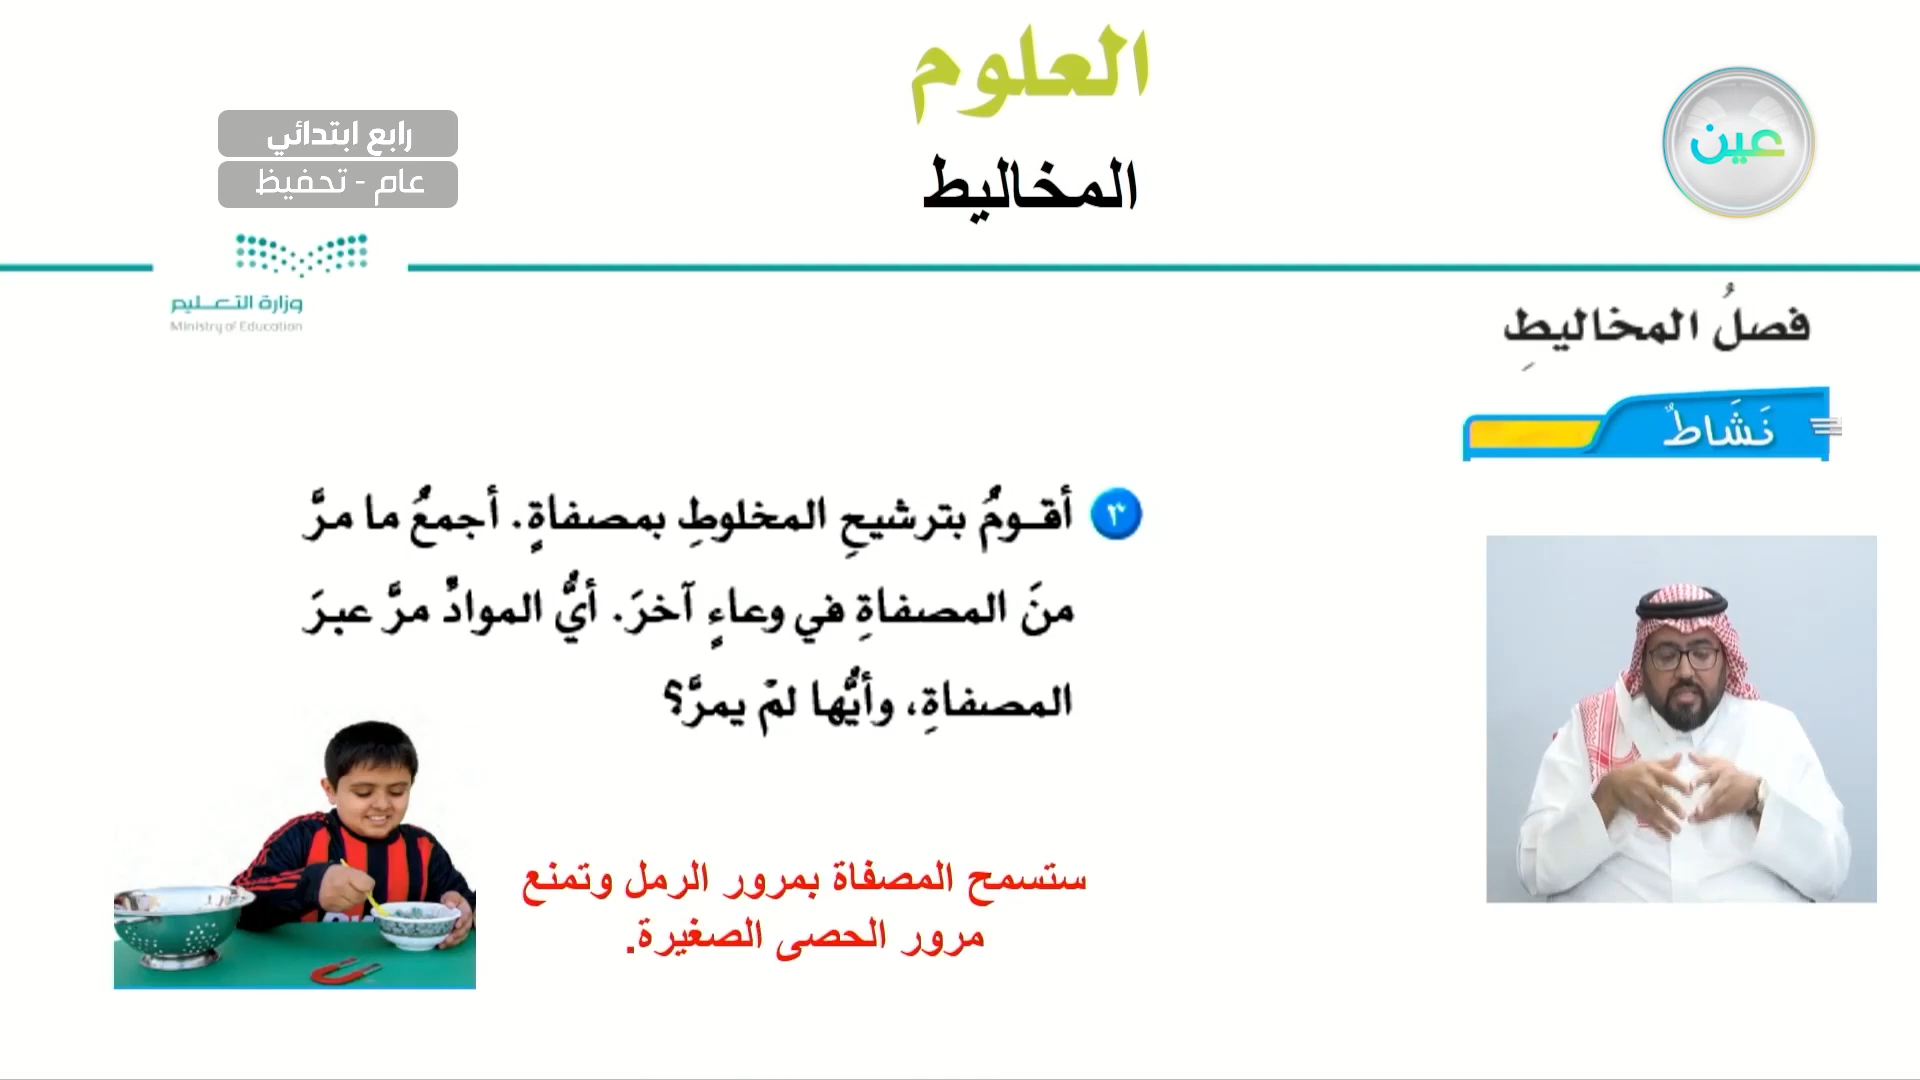 العلوم
المخاليط
رابع ابتدائي
عام - تحفيظ
عين
وزارة التعليم
Ministry of Education
فصلُ المخاليطِ
نَشَاطٌ
٣ أقومُ بترشيحِ المخلوطِ بمصفاةٍ. أجمعُ ما مرَّ
منَ المصفاةِ في وعاءٍ آخرَ. أيُّ الموادِّ مرَّ عبرَ
المصفاةِ، وأيُّها لمْ يمرَّ؟
ستسمح المصفاة بمرور الرمل وتمنع
مرور الحصى الصغيرة.